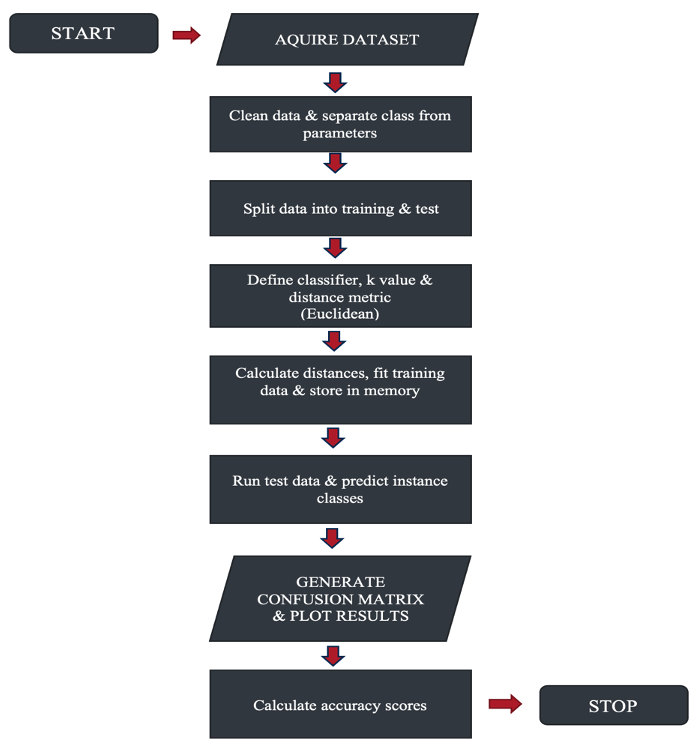 START
AQUIRE DATASET
Clean data & separate class from
parameters
Split data into training & test
Define classifier, k value &
distance metric
(Euclidean)
Calculate distances, fit training
data & store in memory
Run test data & predict instance
classes
GENERATE
CONFUSION MATRIX
& PLOT RESULTS
Calculate accuracy scores
STOP